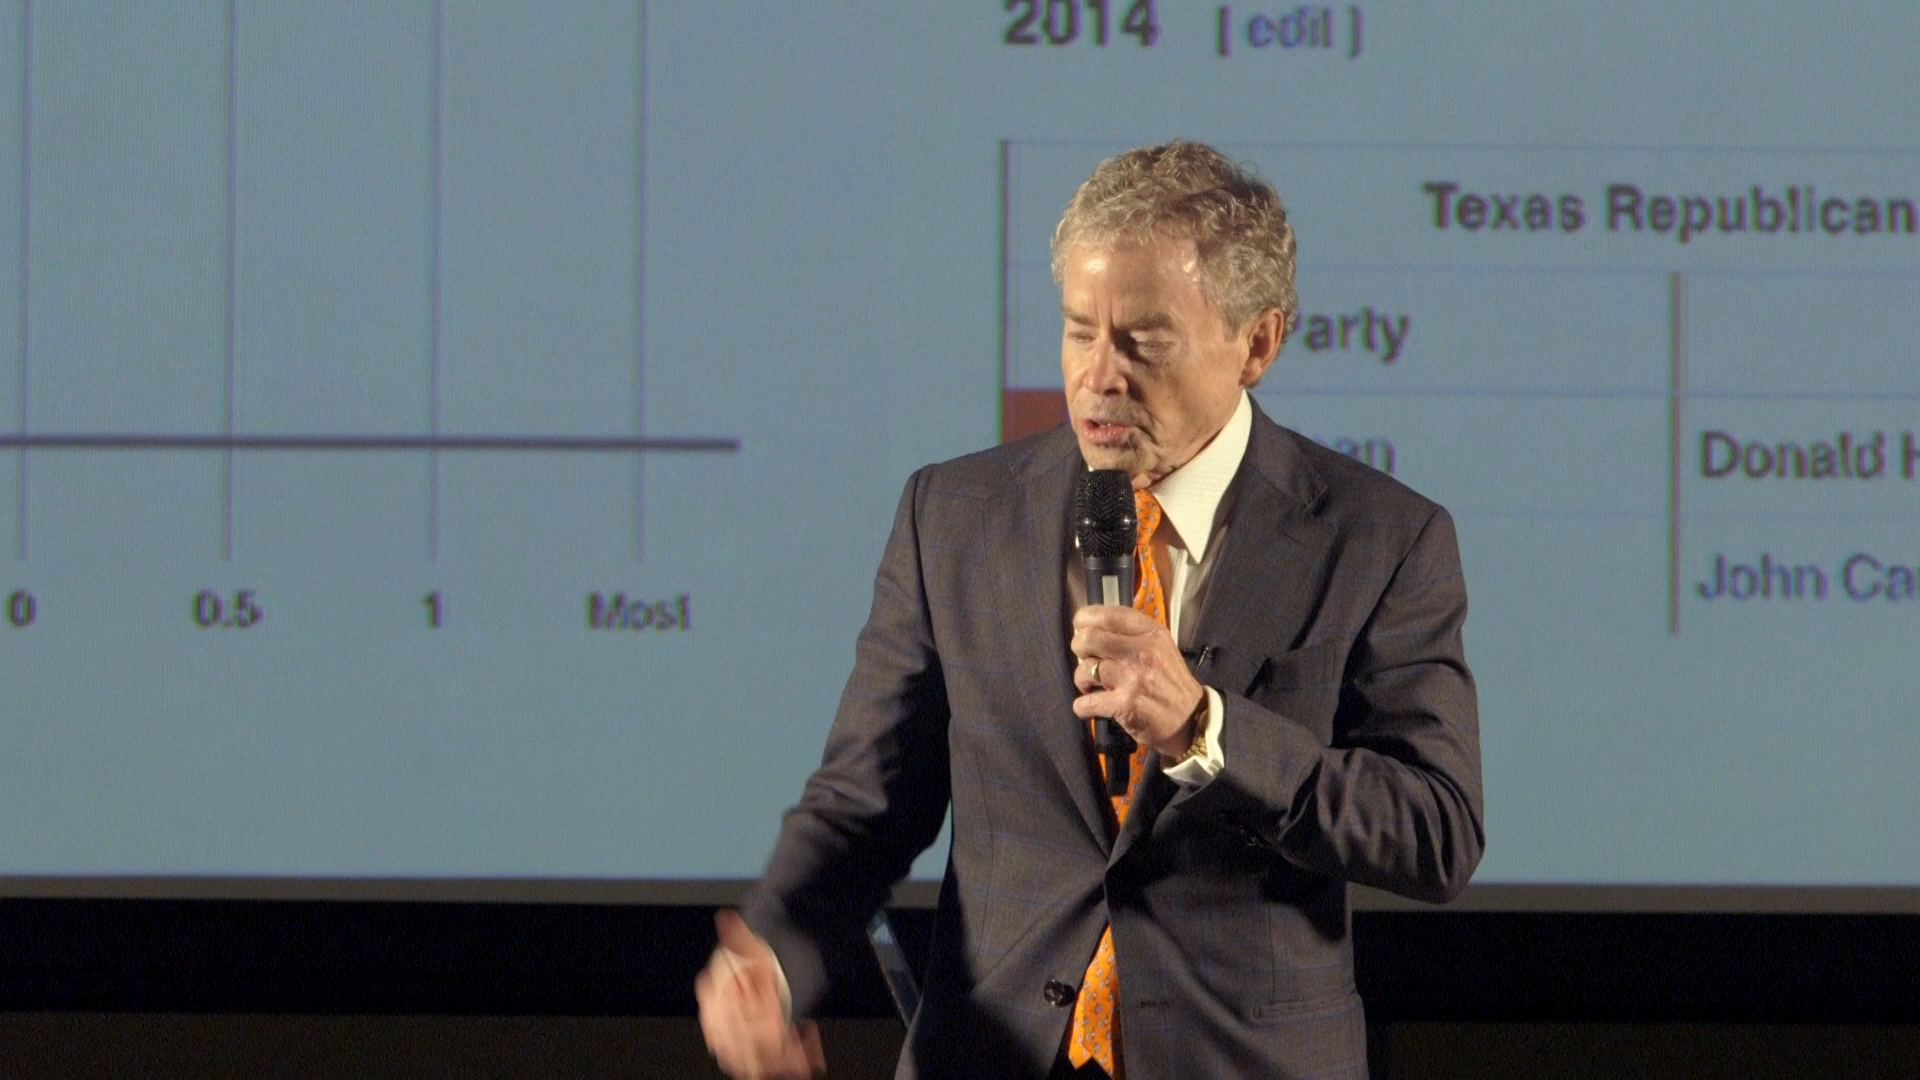 2014 [ edit ]
Texas Republican
Party
Donald H
John Ca
0 0.5 1 Most